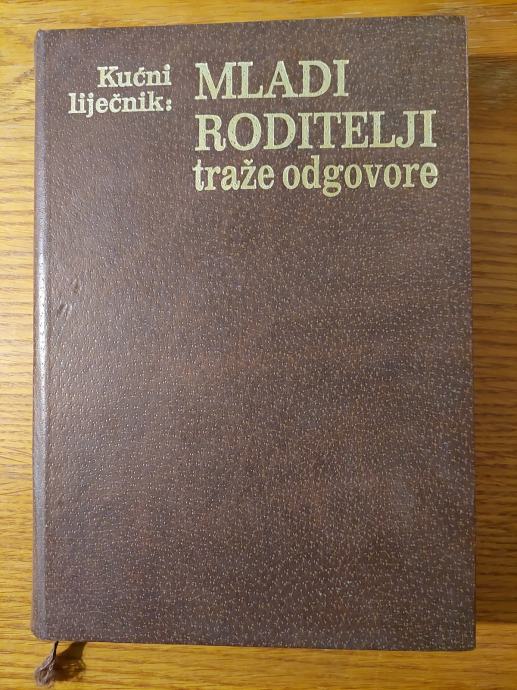 Kućni
liječnik:
MLADI
RODITELJI
traže odgovore